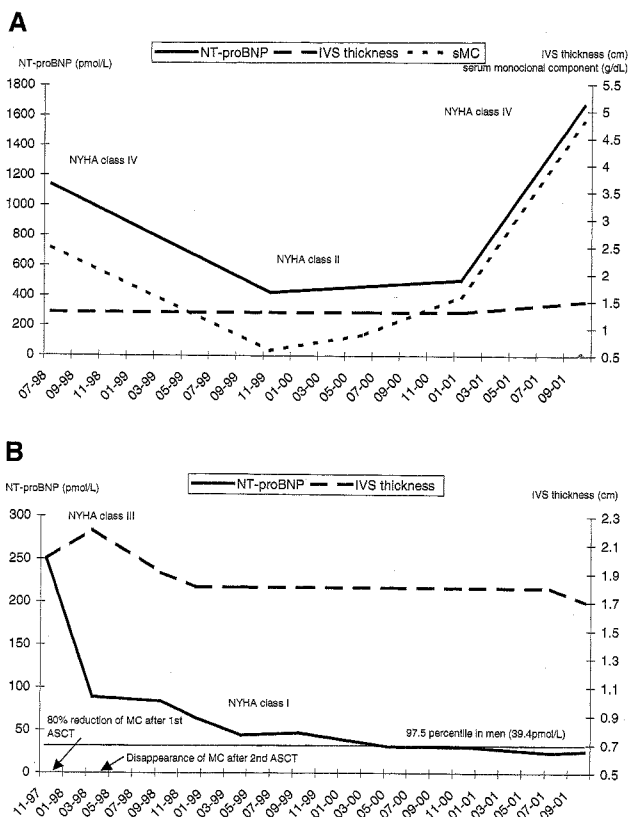 A
NT-proBNP IVS thickness sMC
NT-proBNP (pmol/L)
IVS thickness (cm)
serum monoclonal component (g/dL)
1800
1600
1400
1200
1000
800
600
400
200
0
5.5
5
4.5
4
3.5
3
2.5
2
1.5
1
0.5
NYHA class IV
NYHA class II
NYHA class IV
07-98 09-98 11-98 01-99 03-99 05-99 07-99 09-99 11-99 01-00 03-00 05-00 07-00 09-00 11-00 01-01 03-01 05-01 07-01 09-01
B
NT-proBNP IVS thickness
NT-proBNP (pmol/L)
IVS thickness (cm)
300
250
200
150
100
50
0
2.3
2.1
1.9
1.7
1.5
1.3
1.1
0.9
0.7
0.5
NYHA class III
NYHA class I
80% reduction of MC after 1st
ASCT
97.5 percentile in men (39.4pmol/L)
Disappearance of MC after 2nd ASCT
11-97 01-98 03-98 05-98 07-98 09-98 11-98 01-99 03-99 05-99 07-99 09-99 11-99 01-00 03-00 05-00 07-00 09-00 11-00 01-01 03-01 05-01 07-01 09-01